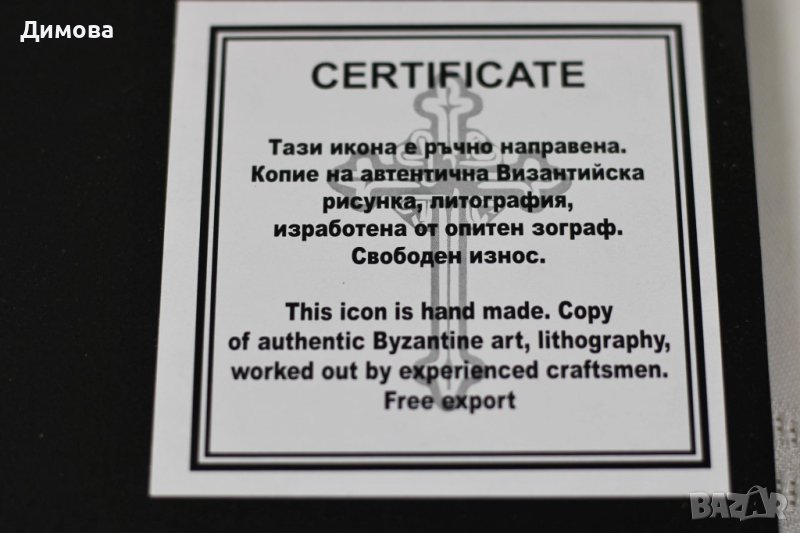 Димова
CERTIFICATE
Тази икона е ръчно направена.
Копие на автентична Византийска
рисунка, литография,
изработена от опитен зограф.
Свободен износ.
This icon is hand made. Copy
of authentic Byzantine art, lithography,
worked out by experienced craftsmen.
Free export
BAZAR